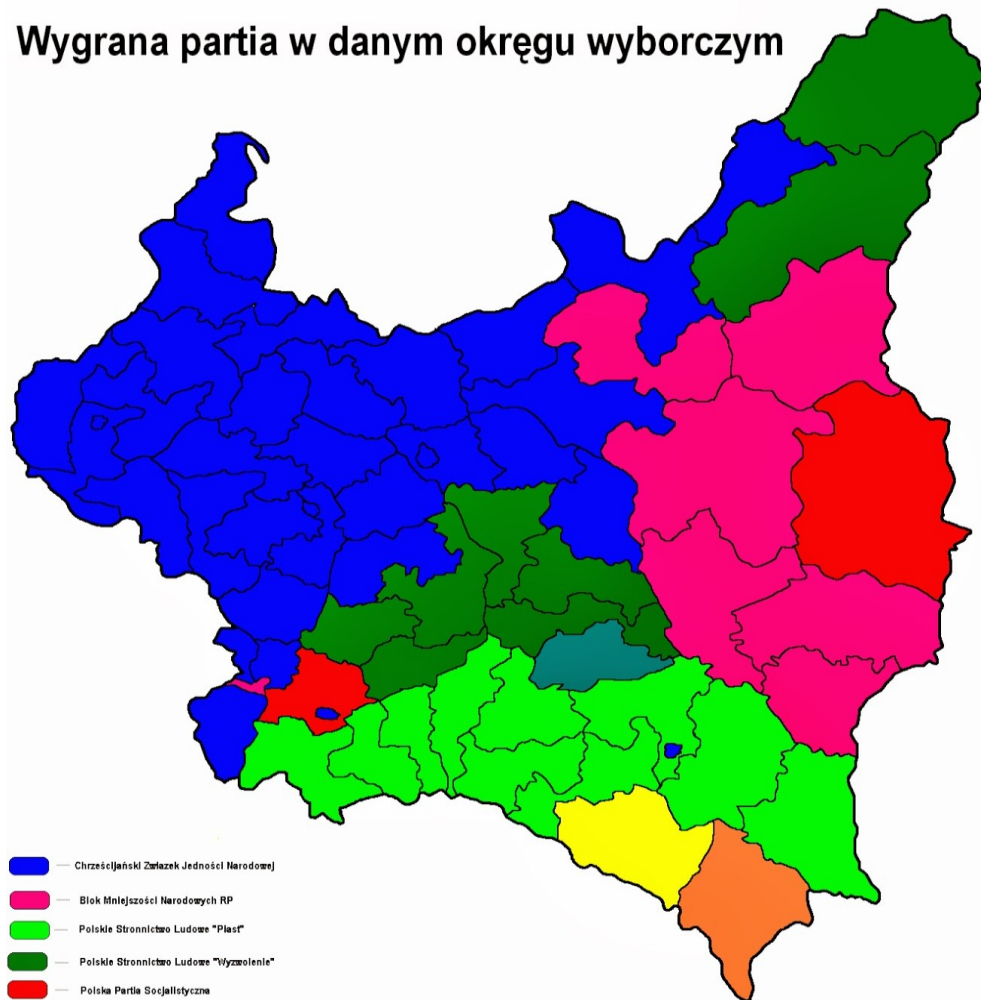 Wygrana partia w danym okręgu wyborczym
Chrześcijański Związek Jedności Narodowej
Blok Mniejszości Narodowych RP
Polskie Stronnictwo Ludowe "Piast"
Polskie Stronnictwo Ludowe "Wyzwolenie"
Polska Partia Socjalistyczna